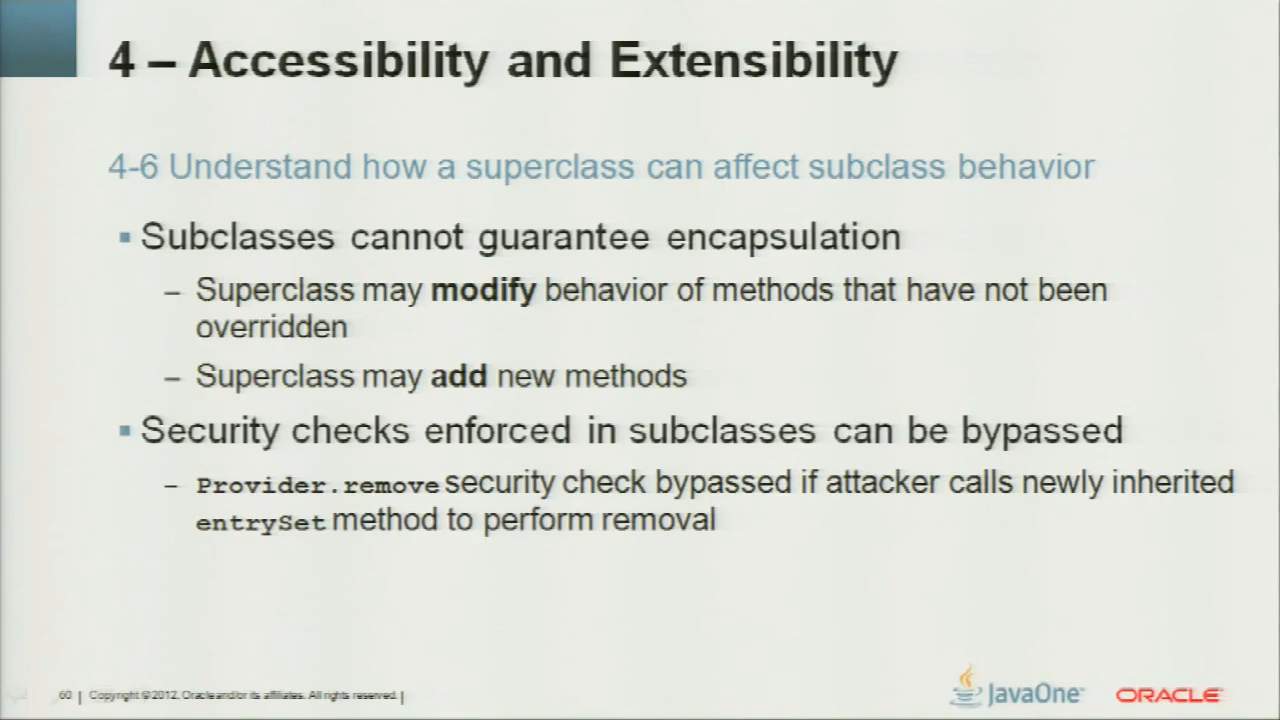 4 – Accessibility and Extensibility
4-6 Understand how a superclass can affect subclass behavior
▪ Subclasses cannot guarantee encapsulation
– Superclass may modify behavior of methods that have not been
overridden
– Superclass may add new methods
▪ Security checks enforced in subclasses can be bypassed
– Provider.remove security check bypassed if attacker calls newly inherited
entrySet method to perform removal
60 | Copyright © 2012, Oracle and/or its affiliates. All rights reserved. |
JavaOne
ORACLE